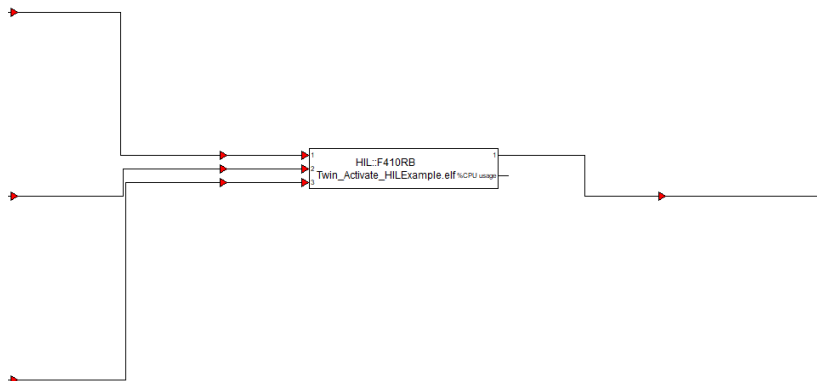 HIL::F410RB
Twin_Activate_HILExample.elf
1
2
3
1
%CPU usage